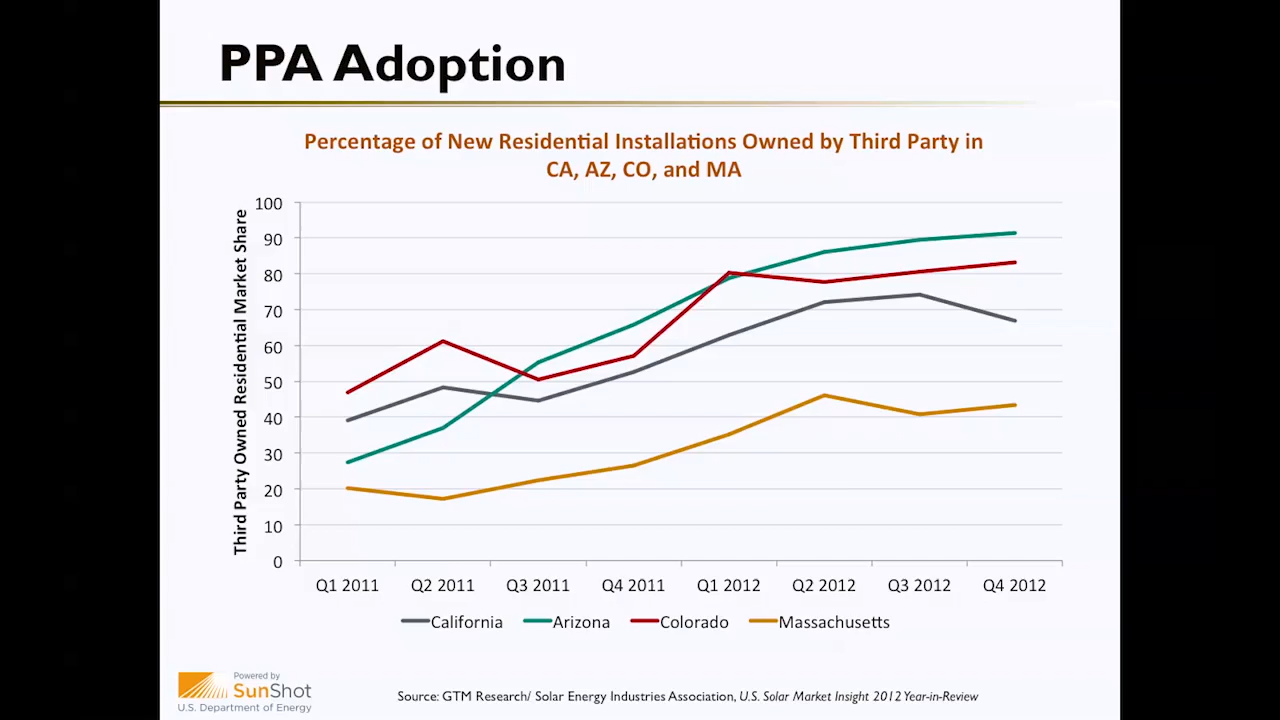 PPA Adoption
Percentage of New Residential Installations Owned by Third Party in
CA, AZ, CO, and MA
Third Party Owned Residential Market Share
100
90
80
70
60
50
40
30
20
10
0
Q1 2011 Q2 2011 Q3 2011 Q4 2011 Q1 2012 Q2 2012 Q3 2012 Q4 2012
California Arizona Colorado Massachusetts
Powered by
SunShot
U.S. Department of Energy
Source: GTM Research/ Solar Energy Industries Association, U.S. Solar Market Insight 2012 Year-in-Review